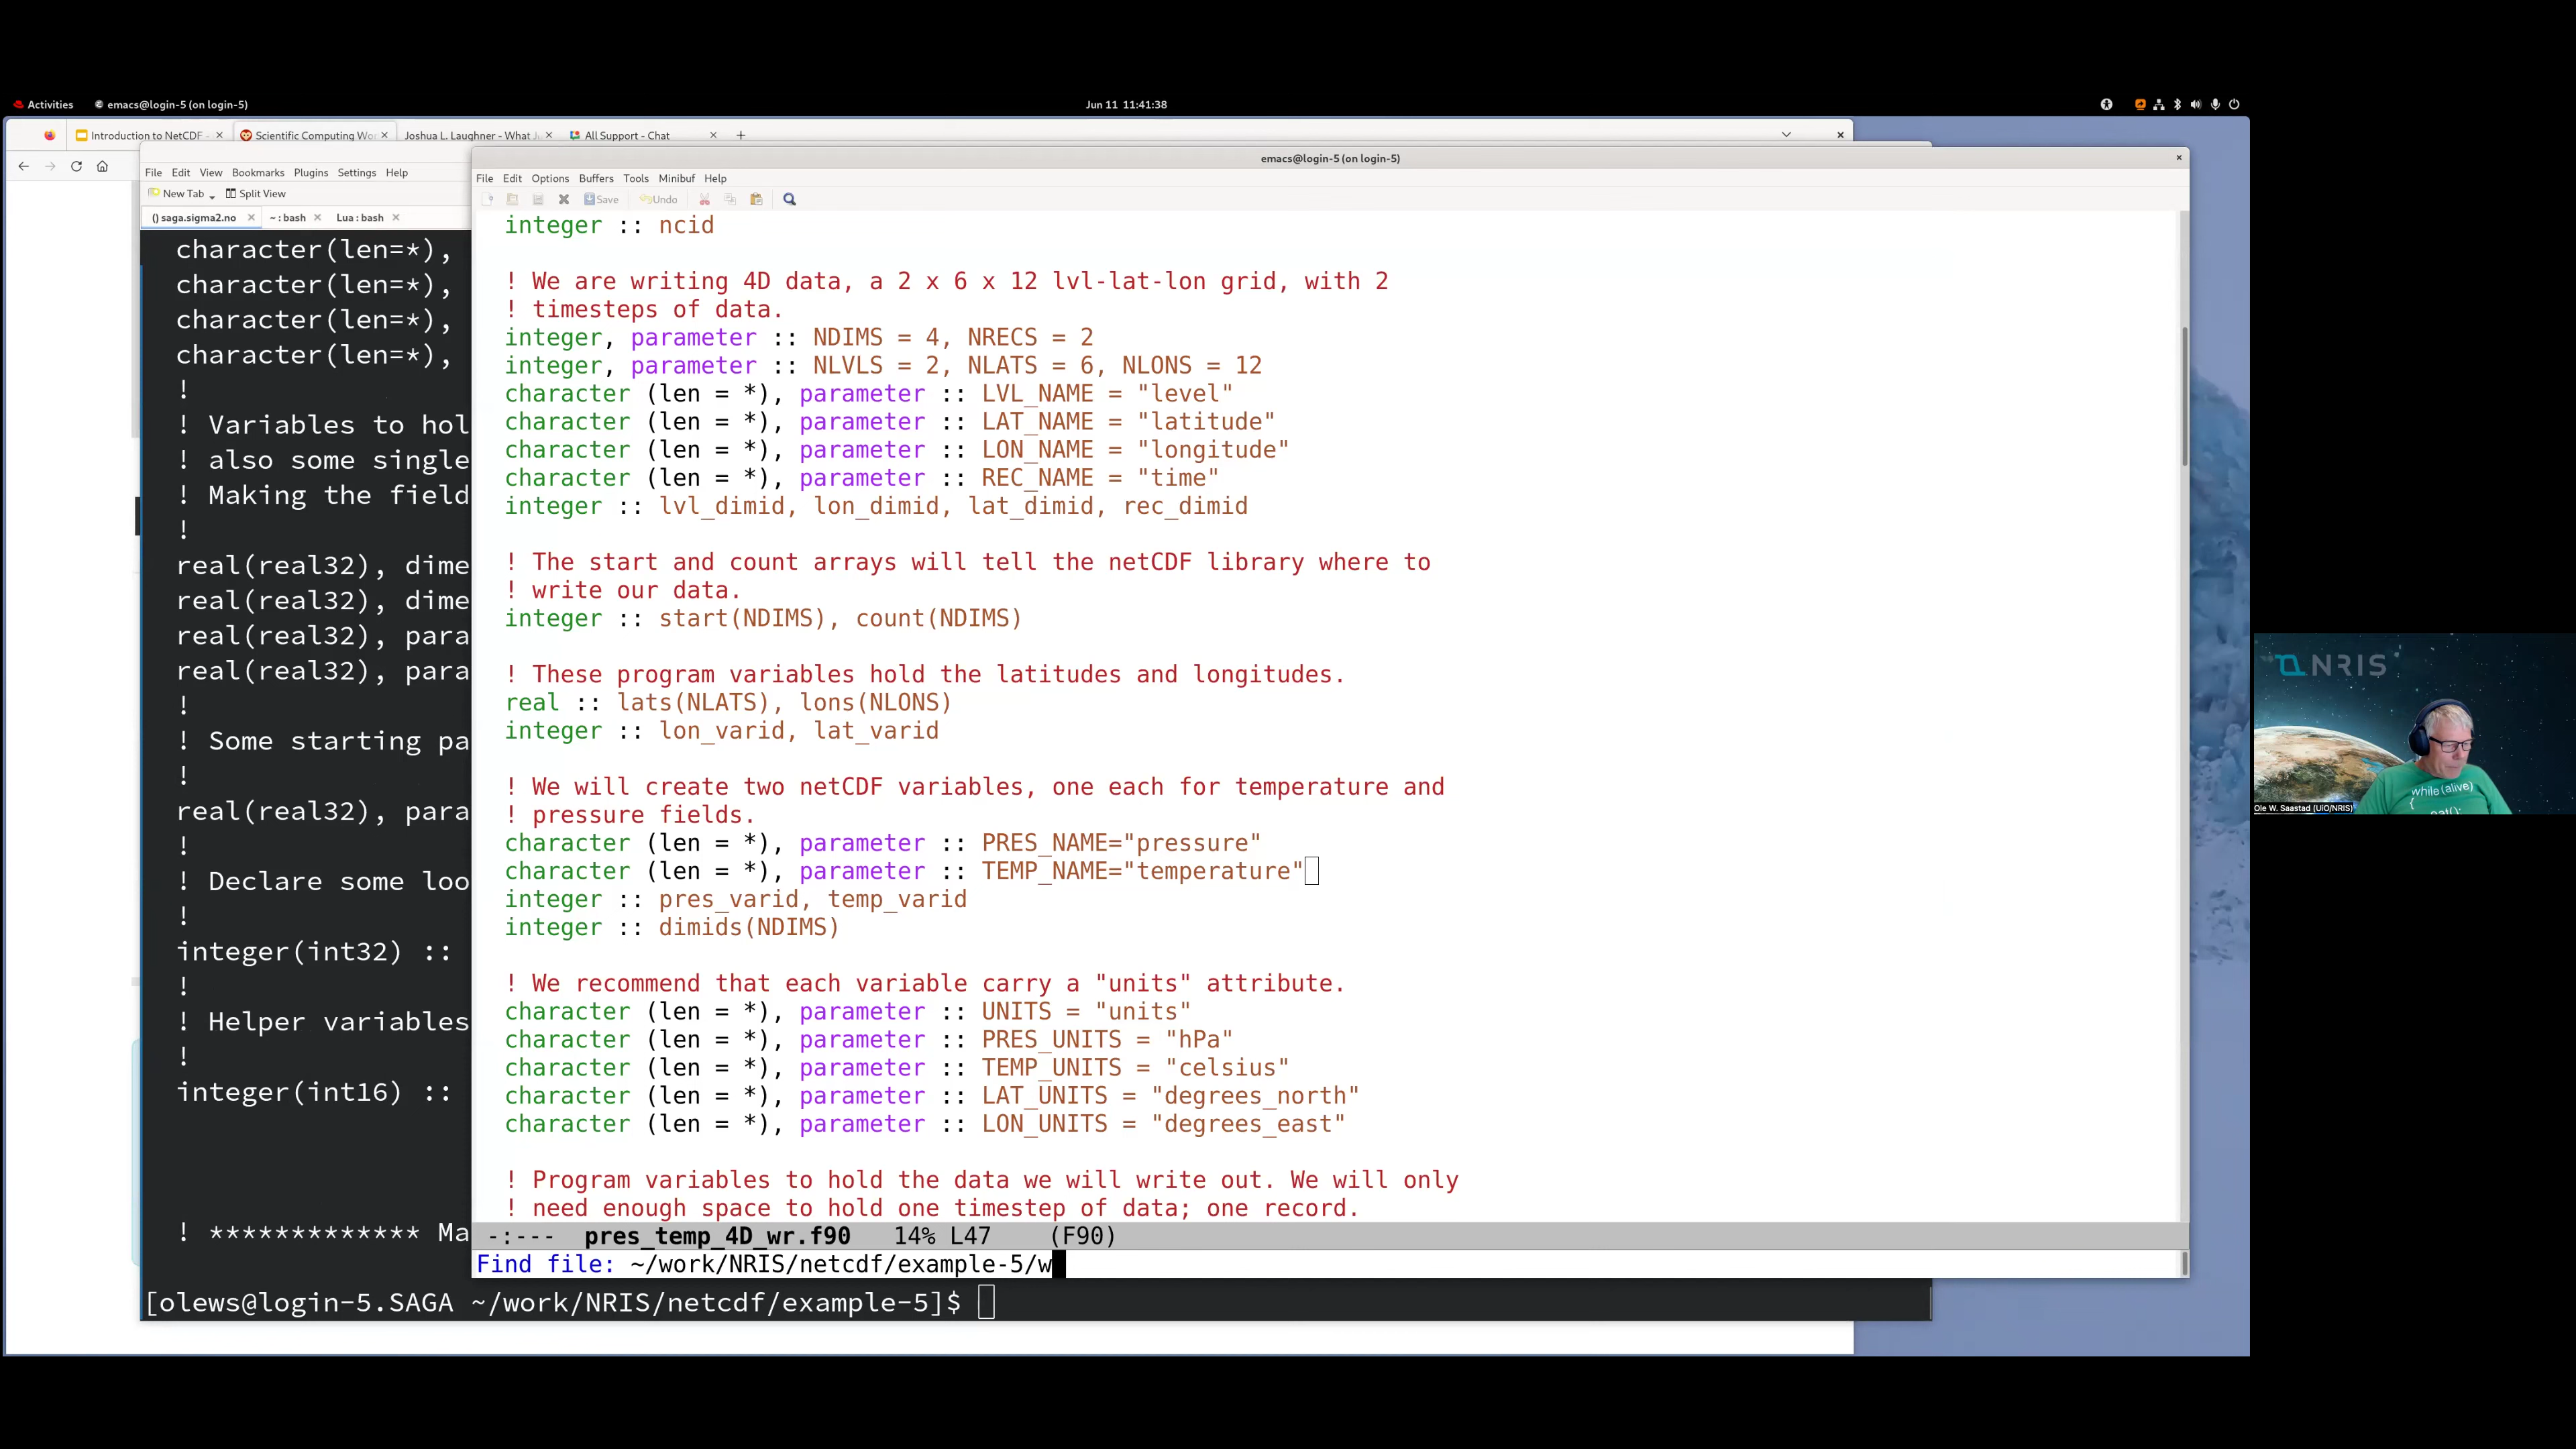 Activities
emacs@login-5 (on login-5)
Jun 11 11:41:38
Introduction to NetCDF -
Scientific Computing Wo
Joshua L. Laughner - What J
All Support - Chat
File Edit View Bookmarks Plugins Settings Help
New Tab
Split View
() saga.sigma2.no
~ : bash
Lua : bash
character(len=*),
character(len=*),
character(len=*),
character(len=*),
!
! Variables to hol
! also some single
! Making the field
!
real(real32), dime
real(real32), dime
real(real32), para
real(real32), para
!
! Some starting pa
!
real(real32), para
!
! Declare some loo
!
integer(int32) ::
!
! Helper variables
!
integer(int16) ::
! ************* Ma
[olews@login-5.SAGA ~/work/NRIS/netcdf/example-5]$
emacs@login-5 (on login-5)
File Edit Options Buffers Tools Minibuf Help
Save
Undo
integer :: ncid
! We are writing 4D data, a 2 x 6 x 12 lvl-lat-lon grid, with 2
! timesteps of data.
integer, parameter :: NDIMS = 4, NRECS = 2
integer, parameter :: NLVLS = 2, NLATS = 6, NLONS = 12
character (len = *), parameter :: LVL_NAME = "level"
character (len = *), parameter :: LAT_NAME = "latitude"
character (len = *), parameter :: LON_NAME = "longitude"
character (len = *), parameter :: REC_NAME = "time"
integer :: lvl_dimid, lon_dimid, lat_dimid, rec_dimid
! The start and count arrays will tell the netCDF library where to
! write our data.
integer :: start(NDIMS), count(NDIMS)
! These program variables hold the latitudes and longitudes.
real :: lats(NLATS), lons(NLONS)
integer :: lon_varid, lat_varid
! We will create two netCDF variables, one each for temperature and
! pressure fields.
character (len = *), parameter :: PRES_NAME="pressure"
character (len = *), parameter :: TEMP_NAME="temperature"
integer :: pres_varid, temp_varid
integer :: dimids(NDIMS)
! We recommend that each variable carry a "units" attribute.
character (len = *), parameter :: UNITS = "units"
character (len = *), parameter :: PRES_UNITS = "hPa"
character (len = *), parameter :: TEMP_UNITS = "celsius"
character (len = *), parameter :: LAT_UNITS = "degrees_north"
character (len = *), parameter :: LON_UNITS = "degrees_east"
! Program variables to hold the data we will write out. We will only
! need enough space to hold one timestep of data; one record.
-:--- pres_temp_4D_wr.f90 14% L47 (F90)
Find file: ~/work/NRIS/netcdf/example-5/w
NRIS
while(alive)
{
eat();
Ole W. Saastad (UiO/NRIS)